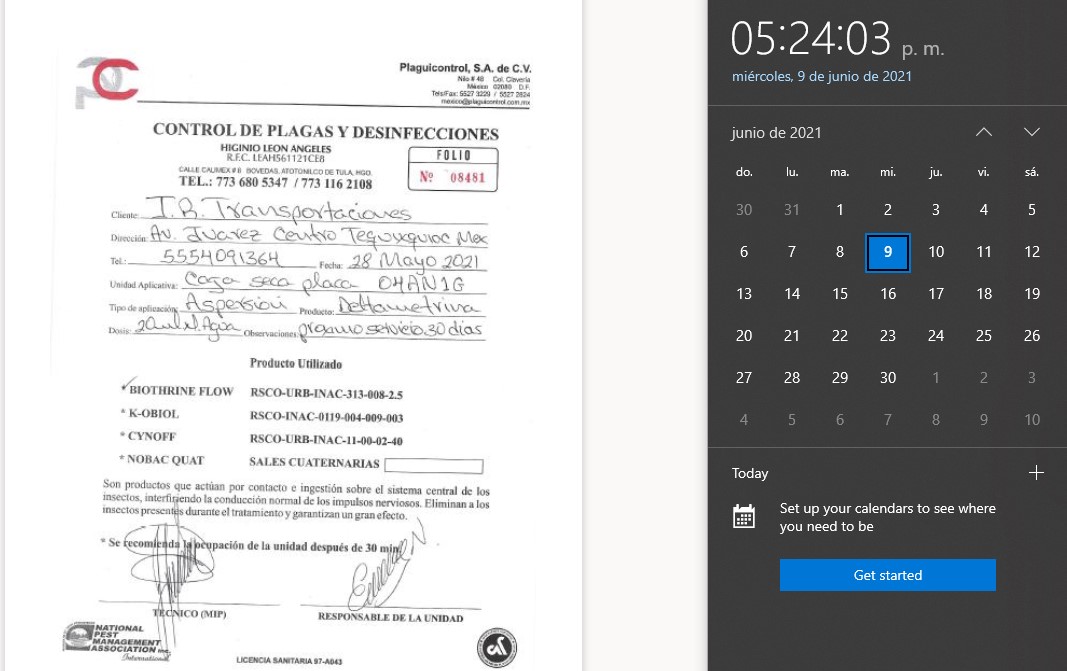 Plaguicontrol, S.A. de C.V.
Nilo # 48 Col. Clavería
México 02080 D.F.
Tels/Fax: 5527 3229 / 5527 2824
mexico@plaguicontrol.com.mx
CONTROL DE PLAGAS Y DESINFECCIONES
HIGINIO LEON ANGELES
R.F.C. LEAH561121CE8
CALLE CAUMEX # 8 BOVEDAS, ATOTONILCO DE TULA, HGO.
TEL.: 773 680 5347 / 773 116 2108
FOLIO
Nº 08481
Cliente: I.R. Transportaciones
Dirección: Av. Juarez Centro Tequixquiac Mex
Tel.: 5554091364 Fecha: 28 Mayo 2021
Unidad Aplicativa: Caja seca placa 04AN1G
Tipo de aplicación: Aspersión Producto: Deltametrina
Dosis: 20ml Agua Observaciones: servicio 30 dias
Producto Utilizado
* BIOTHRINE FLOW RSCO-URB-INAC-313-008-2.5
* K-OBIOL RSCO-INAC-0119-004-009-003
* CYNOFF RSCO-URB-INAC-11-00-02-40
* NOBAC QUAT SALES CUATERNARIAS
Son productos que actúan por contacto e ingestión sobre el sistema central de los
insectos, interfiriendo la conducción normal de los impulsos nerviosos. Eliminan a los
insectos presentes durante el tratamiento y garantizan un gran efecto.
* Se recomienda la ocupación de la unidad después de 30 min.
TÉCNICO (MIP)
RESPONSABLE DE LA UNIDAD
NATIONAL
PEST
MANAGEMENT
ASSOCIATION Inc.
International
LICENCIA SANITARIA 97-A043
05:24:03 p. m.
miércoles, 9 de junio de 2021
junio de 2021
do. lu. ma. mi. ju. vi. sá.
30 31 1 2 3 4 5
6 7 8 9 10 11 12
13 14 15 16 17 18 19
20 21 22 23 24 25 26
27 28 29 30 1 2 3
4 5 6 7 8 9 10
Today
Set up your calendars to see where
you need to be
Get started